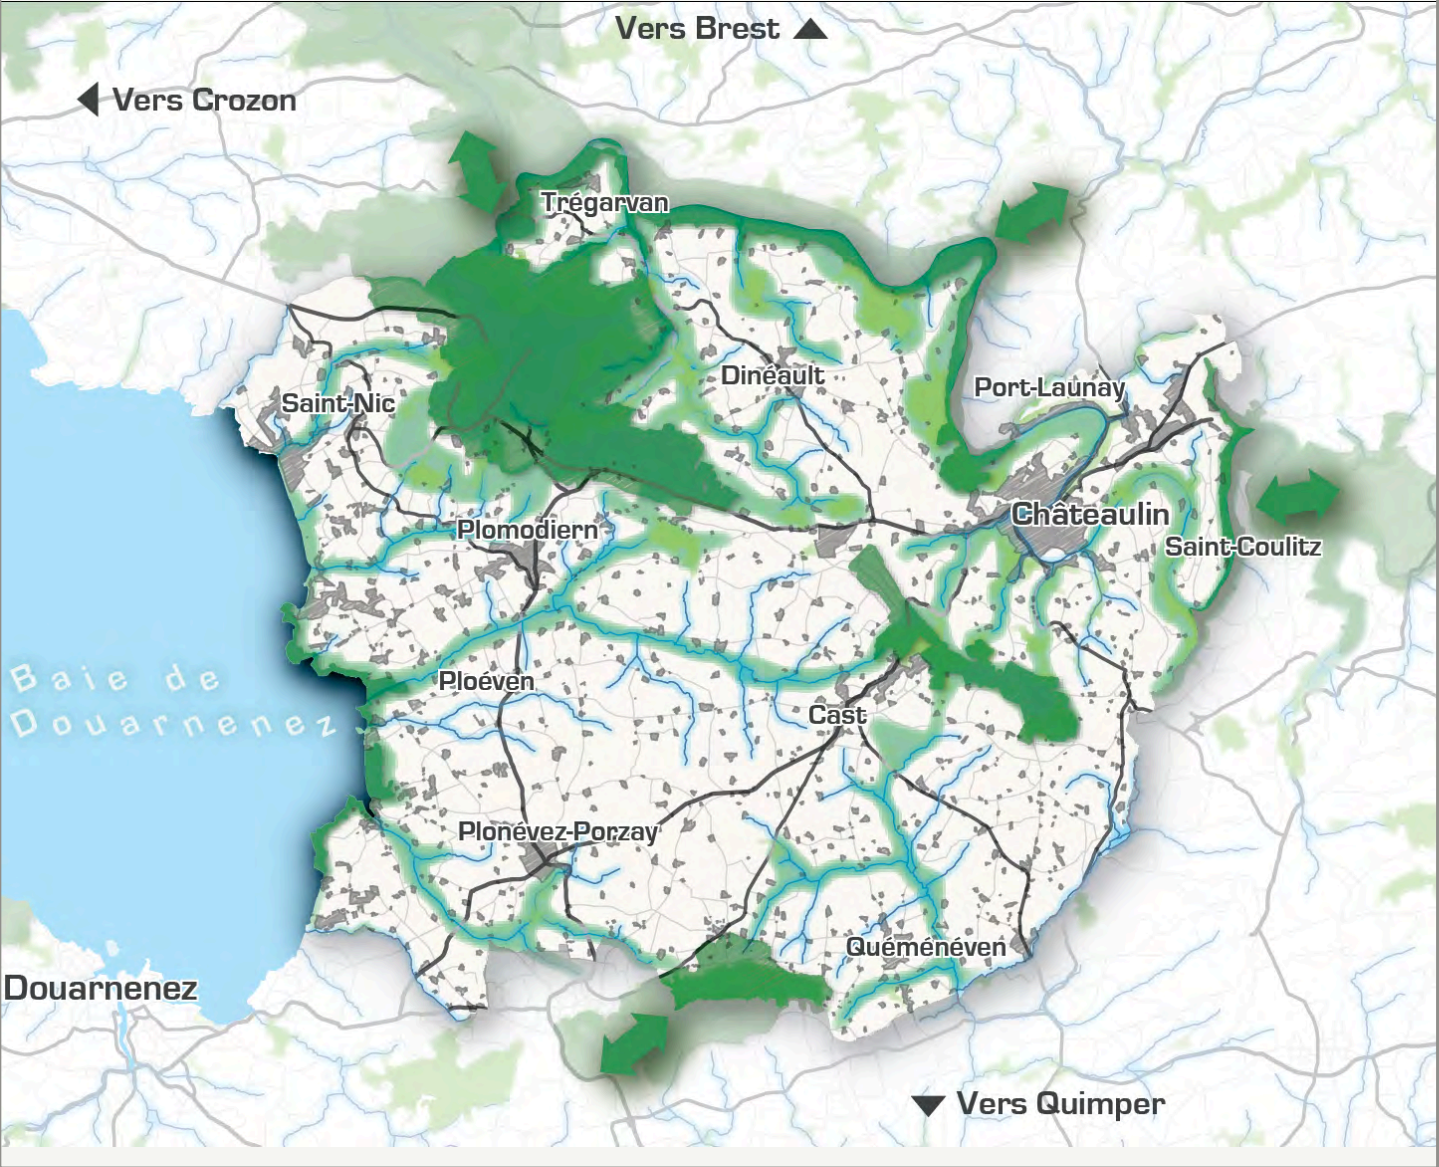 Vers Brest
Vers Crozon
Trégarvan
Dinéault
Port-Launay
Saint-Nic
Châteaulin
Plomodiern
Saint-Coulitz
Baie de
Douarnenez
Ploéven
Cast
Plonévez-Porzay
Quéménéven
Douarnenez
Vers Quimper